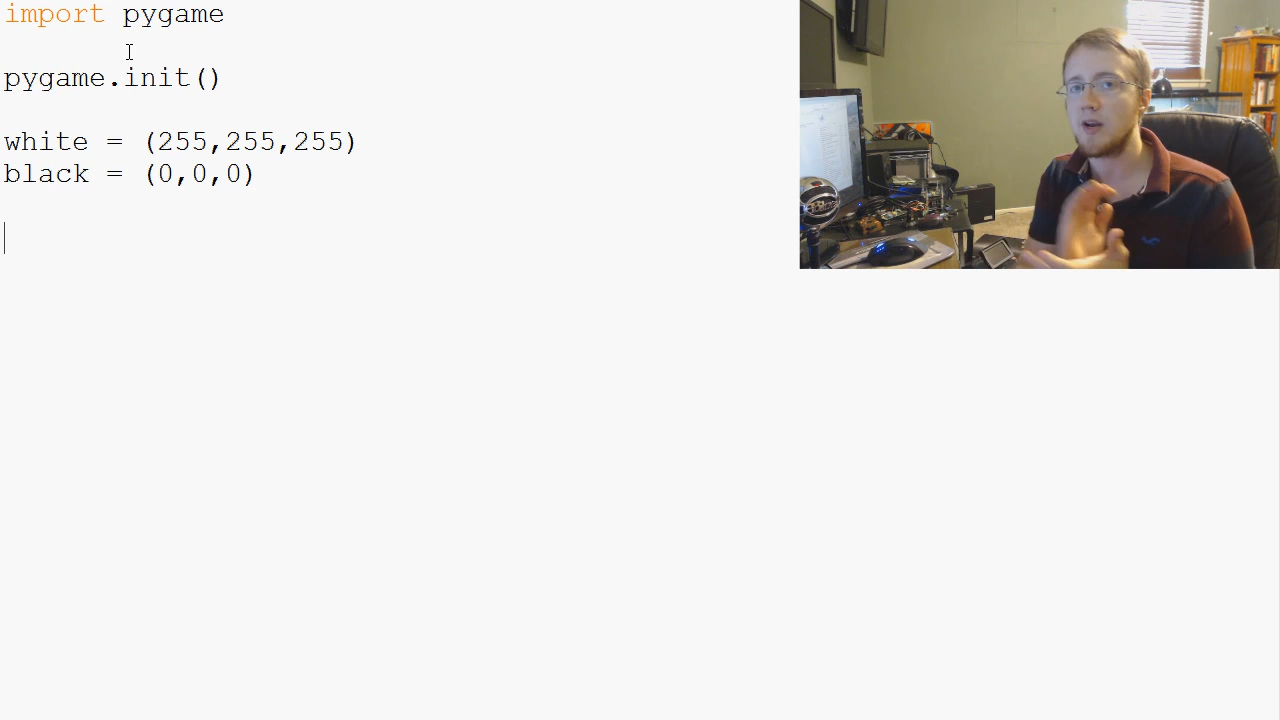 import pygame
pygame.init()
white = (255,255,255)
black = (0,0,0)